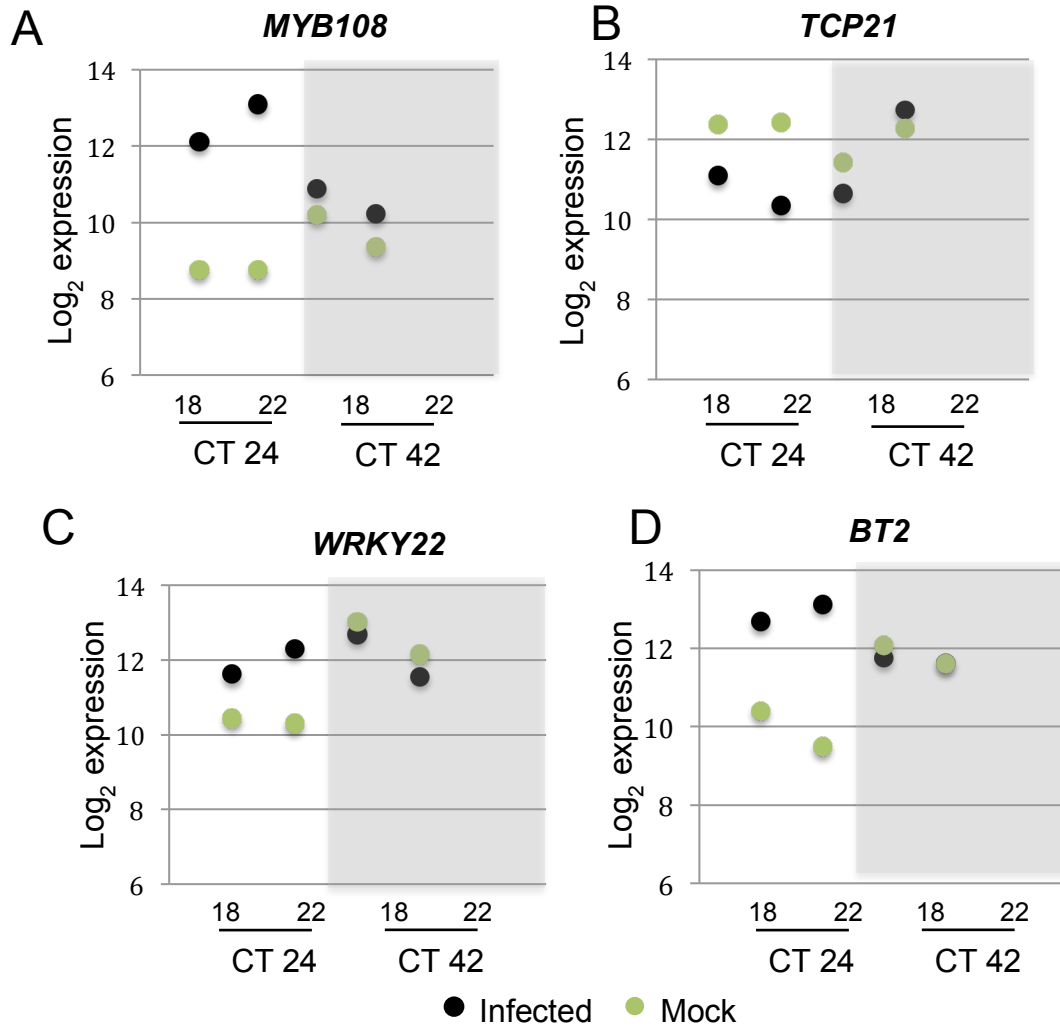 A
MYB108
Log2 expression
14
12
10
8
6
18 22 18 22
CT 24 CT 42
B
TCP21
Log2 expression
14
12
10
8
6
18 22 18 22
CT 24 CT 42
C
WRKY22
Log2 expression
14
12
10
8
6
18 22 18 22
CT 24 CT 42
D
BT2
Log2 expression
14
12
10
8
6
18 22 18 22
CT 24 CT 42
Infected Mock